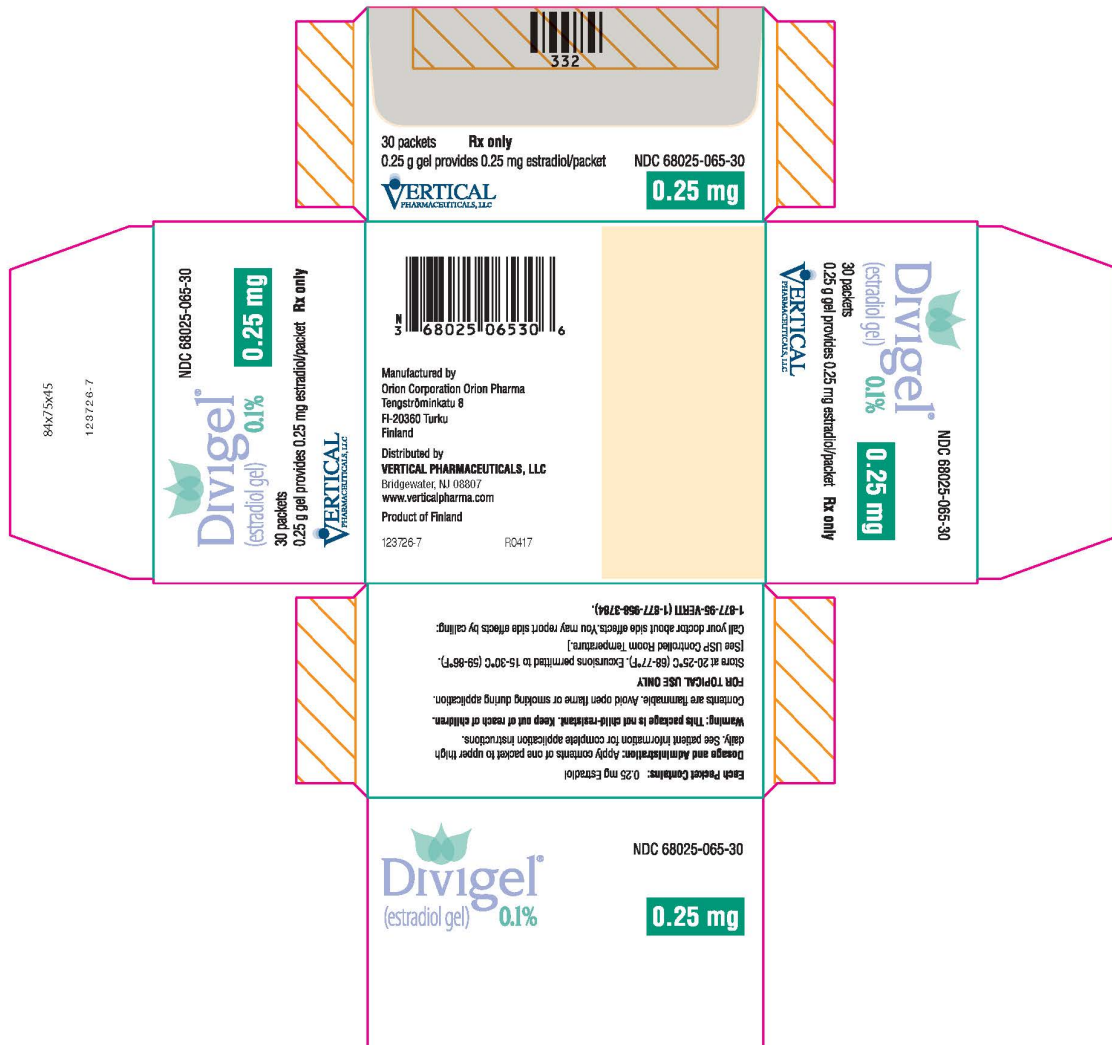 332
30 packets Rx only
0.25 g gel provides 0.25 mg estradiol/packet
NDC 68025-065-30
VERTICAL
PHARMACEUTICALS, LLC
0.25 mg
84x75x45
123726-7
NDC 68025-065-30
0.25 mg
Divigel®
(estradiol gel) 0.1%
30 packets
0.25 g gel provides 0.25 mg estradiol/packet Rx only
VERTICAL
PHARMACEUTICALS, LLC
N
3 68025 06530 6
Manufactured by
Orion Corporation Orion Pharma
Tengströminkatu 8
FI-20360 Turku
Finland
Distributed by
VERTICAL PHARMACEUTICALS, LLC
Bridgewater, NJ 08807
www.verticalpharma.com
Product of Finland
123726-7 R0417
Divigel®
(estradiol gel) 0.1%
NDC 68025-065-30
0.25 mg
30 packets
0.25 g gel provides 0.25 mg estradiol/packet Rx only
VERTICAL
PHARMACEUTICALS, LLC
Each Packet Contains: 0.25 mg Estradiol
Dosage and Administration: Apply contents of one packet to upper thigh
daily. See patient information for complete application instructions.
Warning: This package is not child-resistant. Keep out of reach of children.
Contents are flammable. Avoid open flame or smoking during application.
FOR TOPICAL USE ONLY
Store at 20-25°C (68-77°F). Excursions permitted to 15-30°C (59-86°F).
[See USP Controlled Room Temperature.]
Call your doctor about side effects.You may report side effects by calling:
1-877-95-VERTI (1-877-958-3784).
Divigel®
(estradiol gel) 0.1%
NDC 68025-065-30
0.25 mg